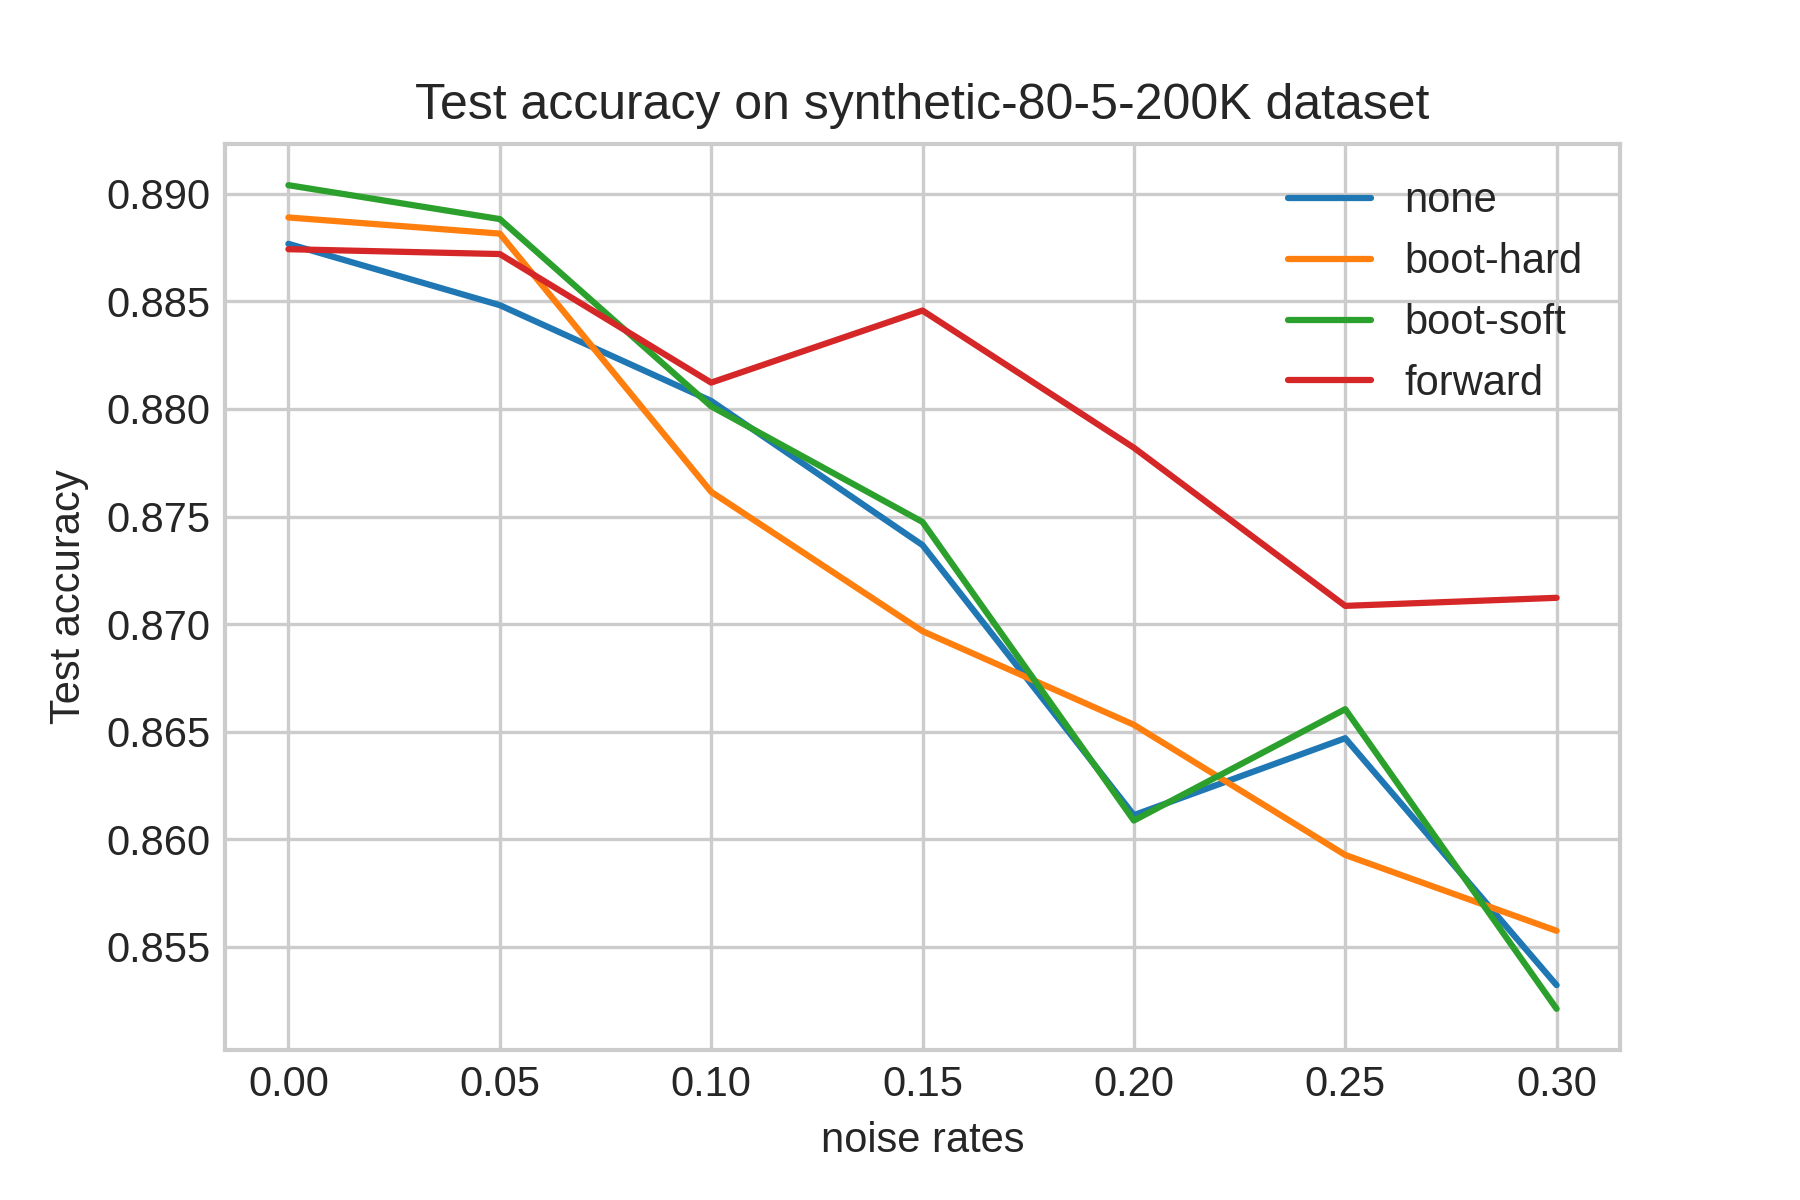 Test accuracy on synthetic-80-5-200K dataset
0.890
0.885
0.880
0.875
0.870
0.865
0.860
0.855
Test accuracy
none
boot-hard
boot-soft
forward
0.00 0.05 0.10 0.15 0.20 0.25 0.30
noise rates